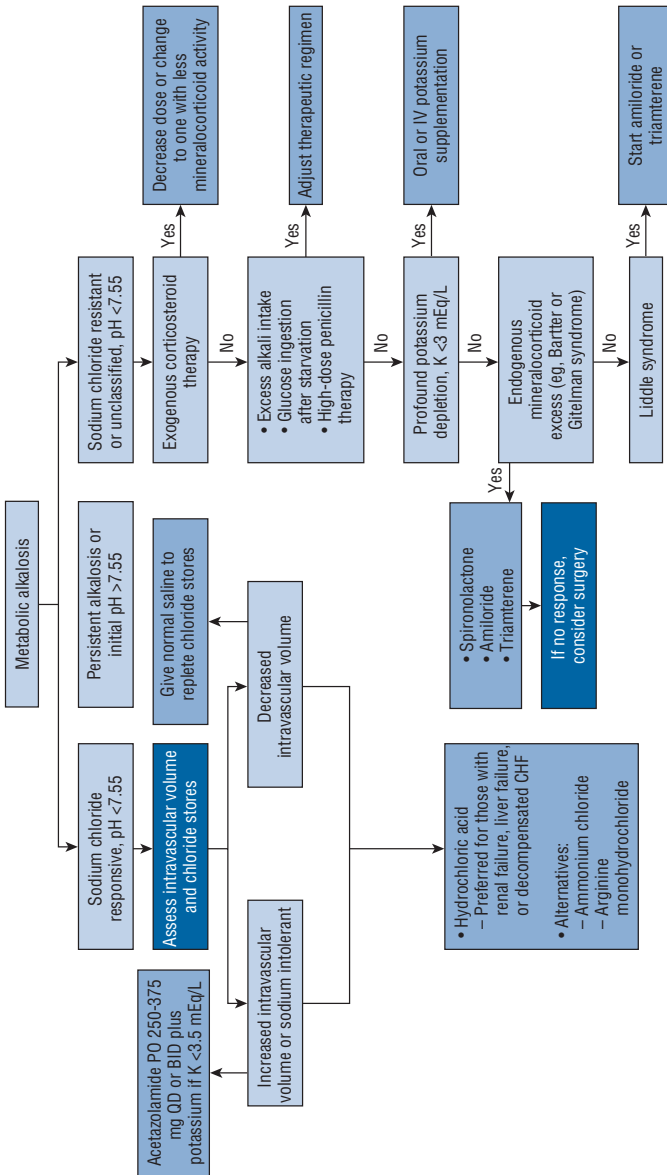 Metabolic alkalosis
Sodium chloride
responsive, pH <7.55
Persistent alkalosis or
initial pH >7.55
Sodium chloride resistant
or unclassified, pH <7.55
Assess intravascular volume
and chloride stores
Acetazolamide PO 250-375
mg QD or BID plus
potassium if K <3.5 mEq/L
Give normal saline to
replete chloride stores
Increased intravascular
volume or sodium intolerant
Decreased
intravascular volume
• Hydrochloric acid
– Preferred for those with
renal failure, liver failure,
or decompensated CHF
• Alternatives:
– Ammonium chloride
– Arginine
monohydrochloride
Exogenous corticosteroid
therapy
Yes
Decrease dose or change
to one with less
mineralocorticoid activity
No
• Excess alkali intake
• Glucose ingestion
after starvation
• High-dose penicillin
therapy
Yes
Adjust therapeutic regimen
No
Profound potassium
depletion, K <3 mEq/L
Yes
Oral or IV potassium
supplementation
No
Endogenous
mineralocorticoid
excess (eg, Bartter or
Gitelman syndrome)
Yes
• Spironolactone
• Amiloride
• Triamterene
If no response,
consider surgery
No
Liddle syndrome
Yes
Start amiloride or
triamterene